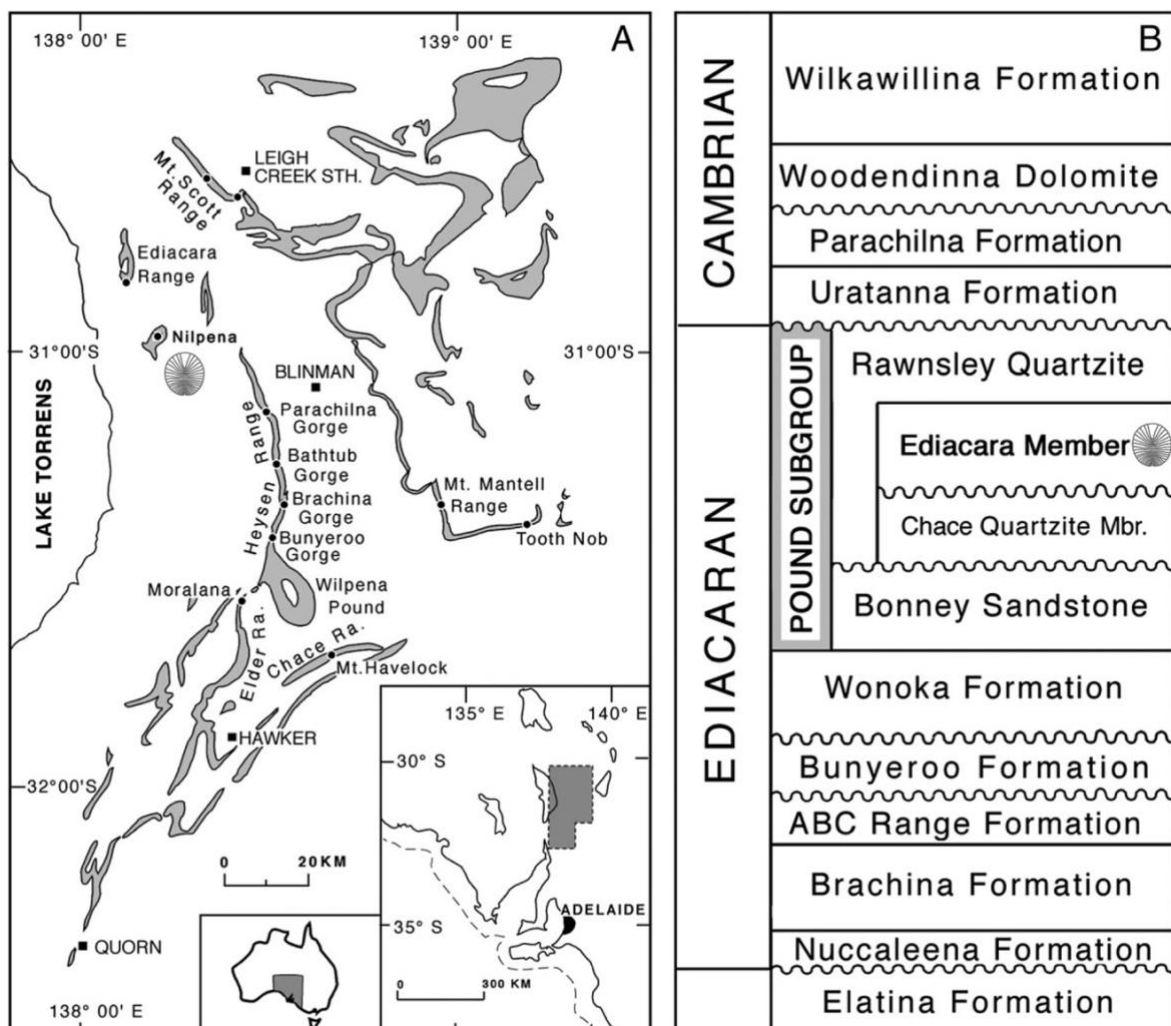 138° 00' E
139° 00' E
A
LEIGH
CREEK STH.
Mt. Scott
Range
Ediacara
Range
Nilpena
31°00'S
31° 00'S
BLINMAN
LAKE TORRENS
Parachilna
Gorge
Heysen Range
Bathtub
Gorge
Brachina
Gorge
Bunyeroo
Gorge
Mt. Mantell
Range
Tooth Nob
Moralana
Wilpena
Pound
Elder Ra.
Chace Ra.
Mt. Havelock
HAWKER
32°00'S
0 20 KM
QUORN
138° 00' E
135° E
140° E
30° S
35° S
ADELAIDE
0 300 KM
B
CAMBRIAN
Wilkawillina Formation
Woodendinna Dolomite
Parachilna Formation
Uratanna Formation
EDIACARAN
POUND SUBGROUP
Rawnsley Quartzite
Ediacara Member
Chace Quartzite Mbr.
Bonney Sandstone
Wonoka Formation
Bunyeroo Formation
ABC Range Formation
Brachina Formation
Nuccaleena Formation
Elatina Formation